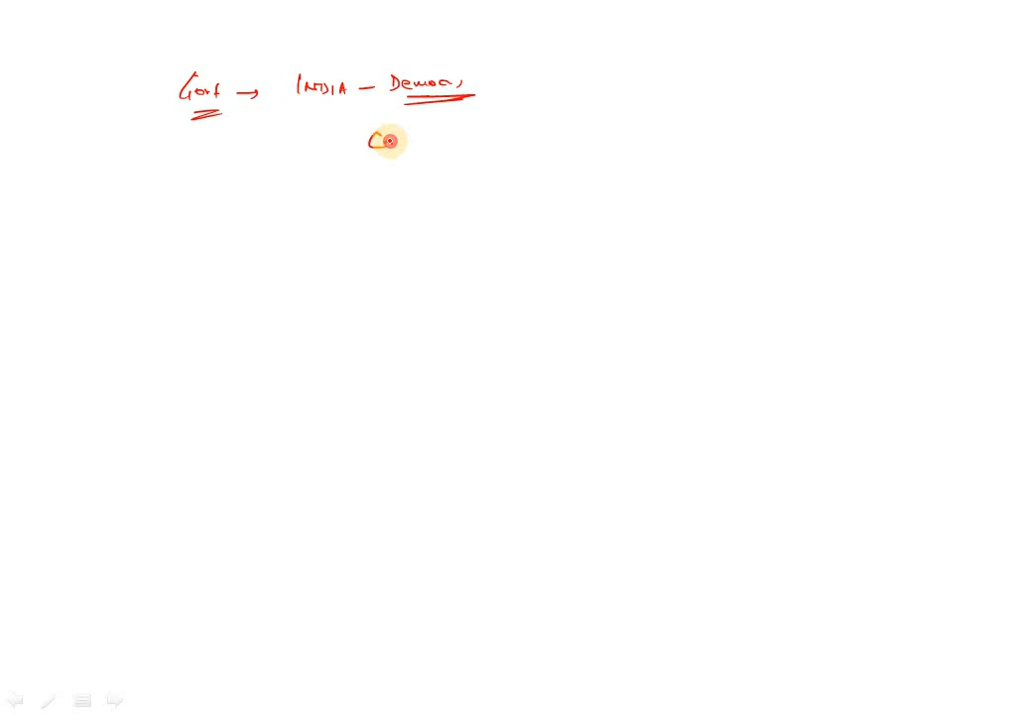 Govt → INDIA - Democ,
C